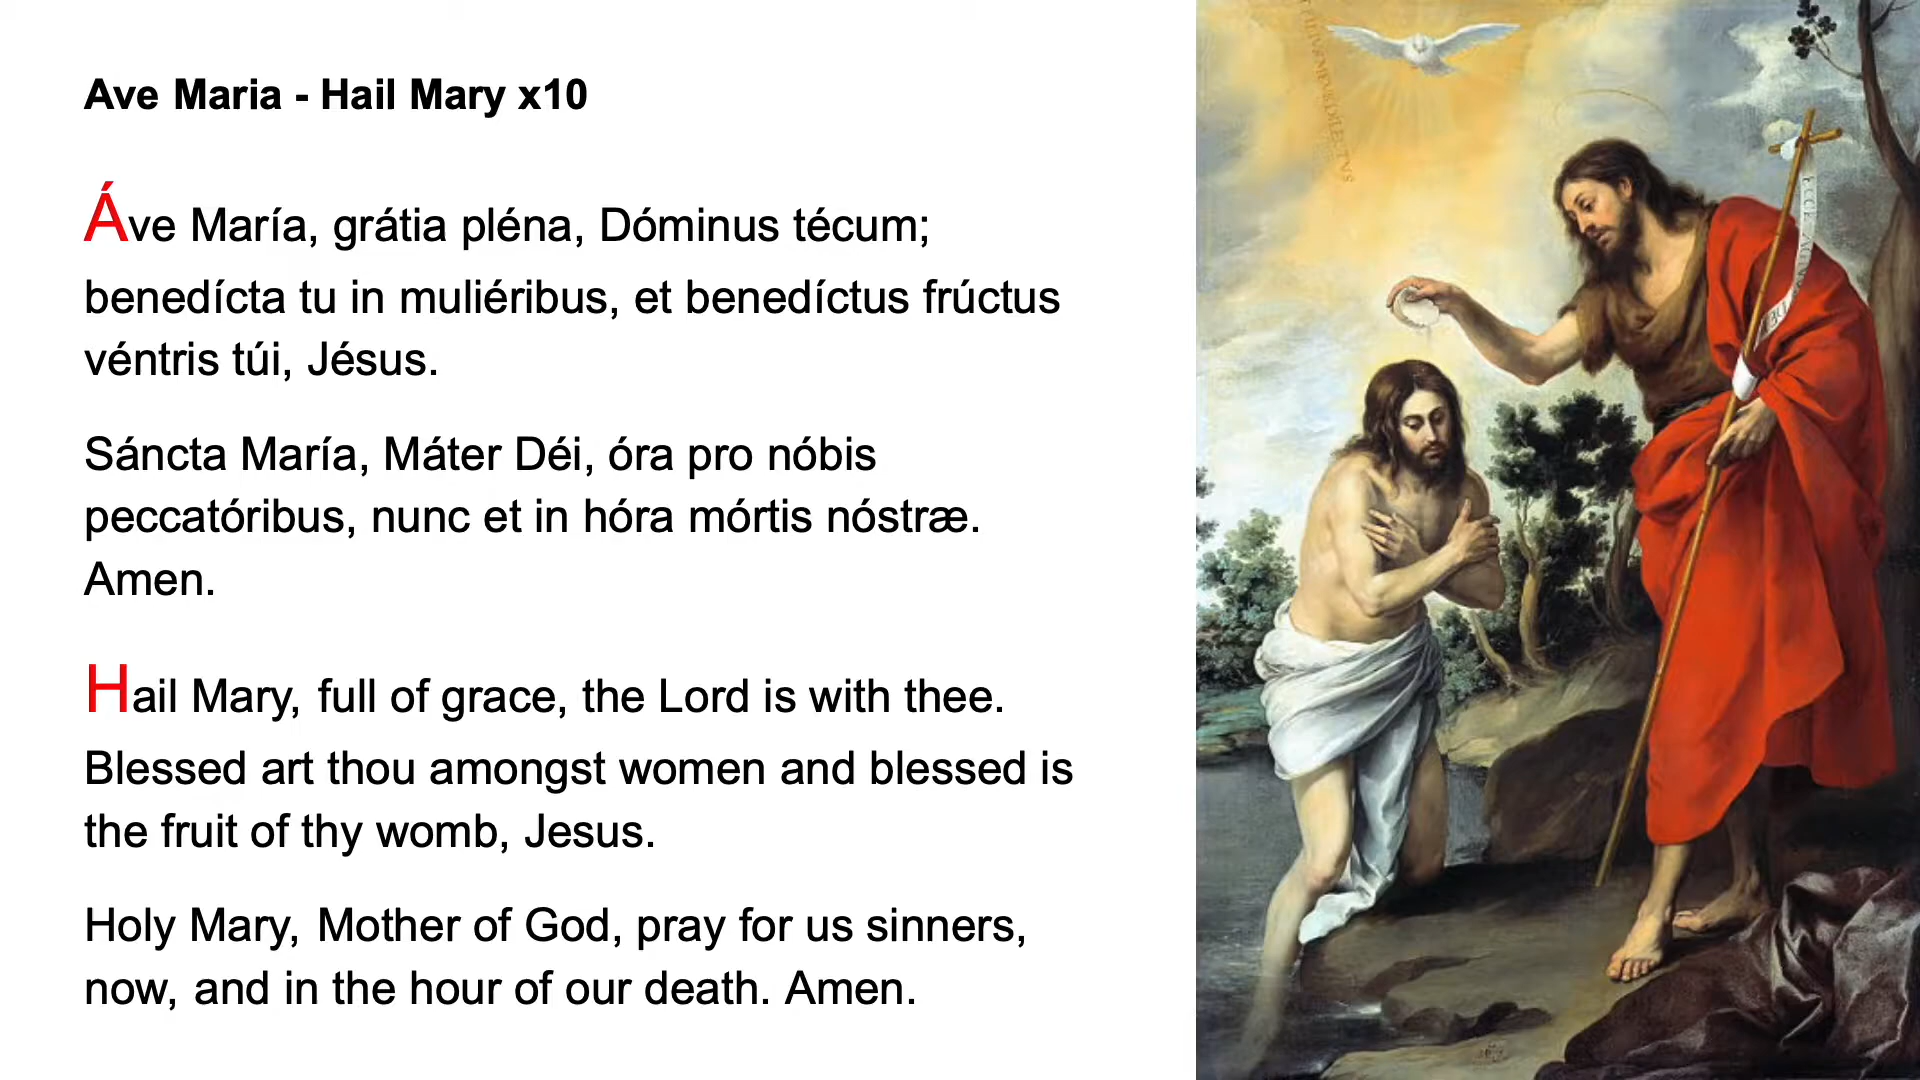 Ave Maria - Hail Mary x10
Áve María, grátia pléna, Dóminus técum;
benedícta tu in muliéribus, et benedíctus frúctus
véntris túi, Jésus.
Sáncta María, Máter Déi, óra pro nóbis
peccatóribus, nunc et in hóra mórtis nóstræ.
Amen.
Hail Mary, full of grace, the Lord is with thee.
Blessed art thou amongst women and blessed is
the fruit of thy womb, Jesus.
Holy Mary, Mother of God, pray for us sinners,
now, and in the hour of our death. Amen.
ECCE